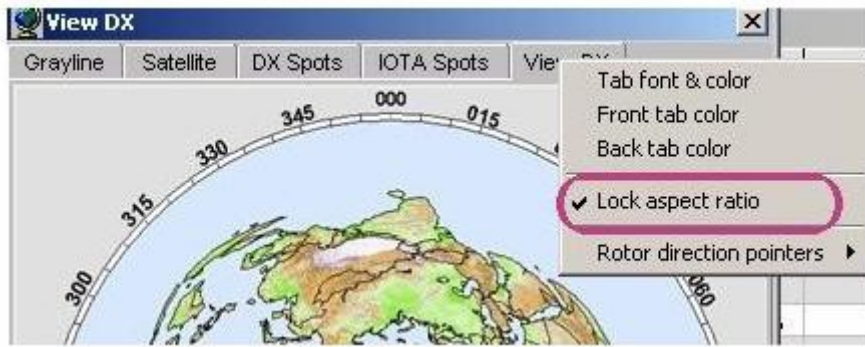 View DX
Grayline Satellite DX Spots IOTA Spots
Tab font & color
Front tab color
Back tab color
Lock aspect ratio
Rotor direction pointers
000
345 015
330
315
300 060